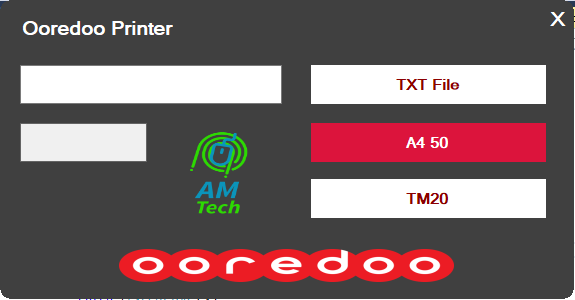 Ooredoo Printer
X
TXT File
A4 50
TM20
AM
Tech
ooredoo